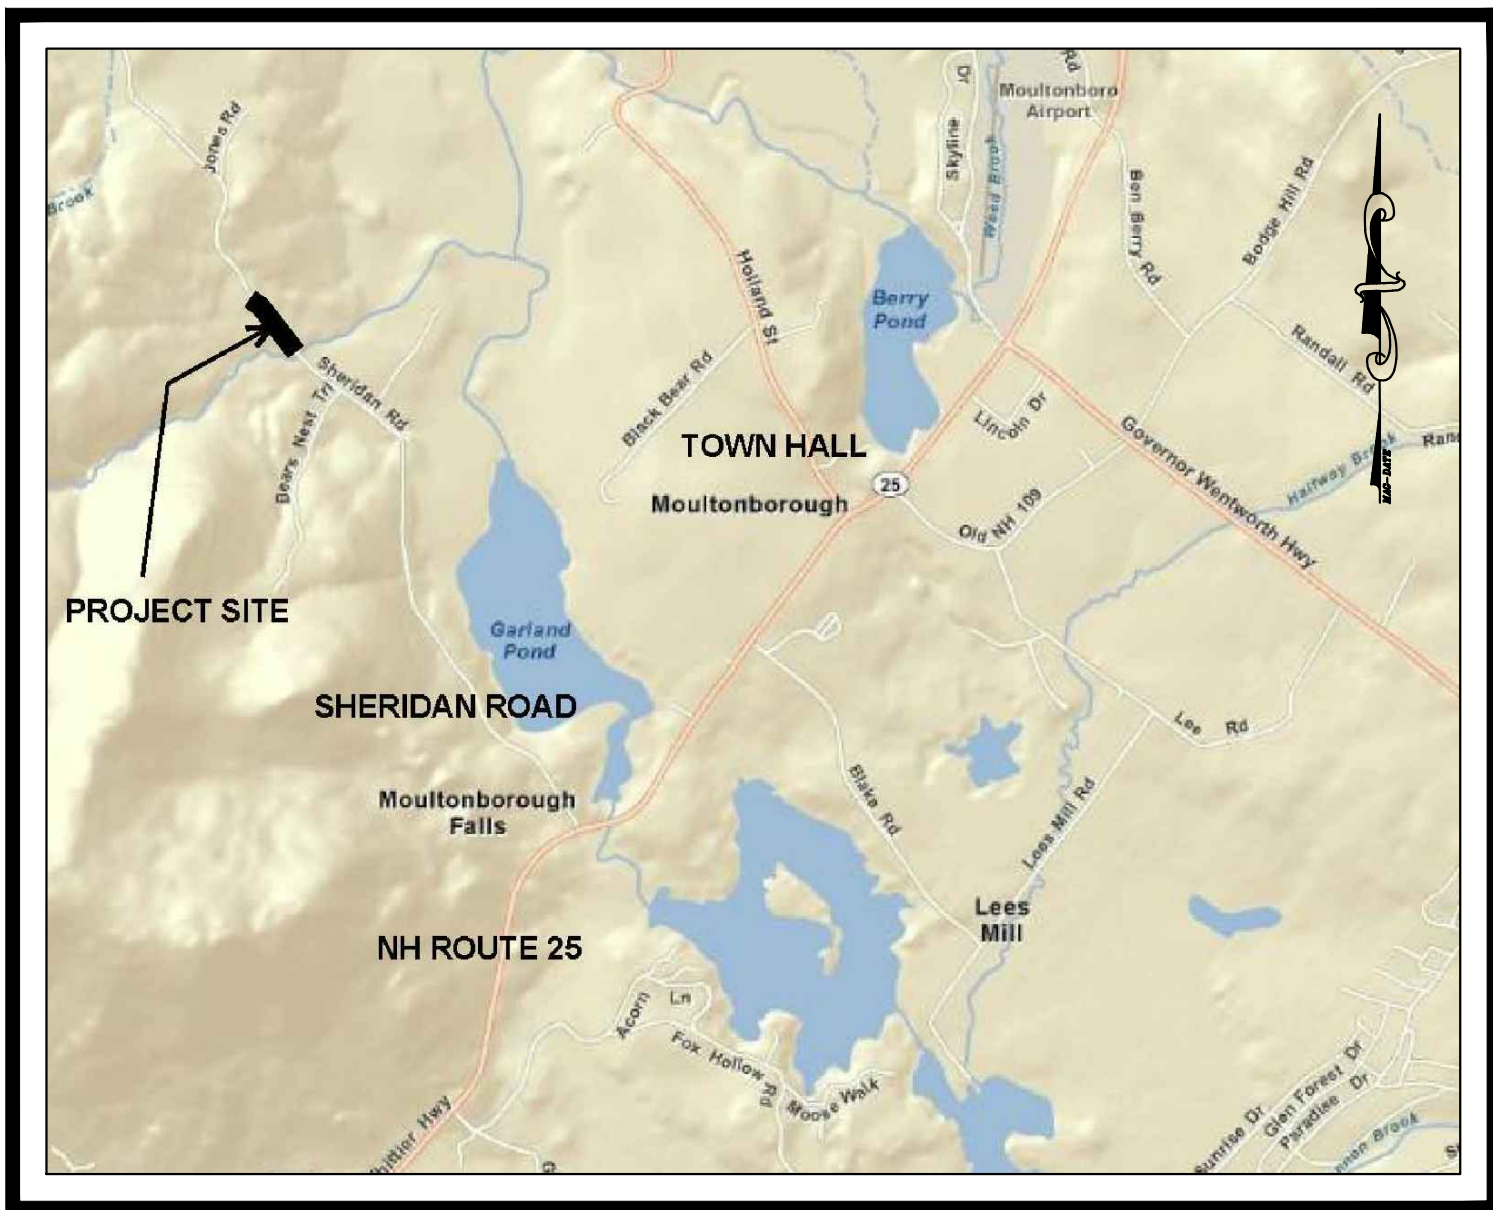 Dr
Rd
Moultonboro
Airport
Jones Rd
Brook
Skyline
Weed Brook
Ben Berry Rd
Bodge Hill Rd
Holland St
Berry
Pond
Randall Rd
Sheridan Rd
Bears Nest Trl
Black Bear Rd
Lincoln Dr
TOWN HALL
Governor Wentworth Hwy
Halfway Brook
25
Moultonborough
Old NH 109
PROJECT SITE
Garland
Pond
SHERIDAN ROAD
Lee Rd
Moultonborough
Falls
Blake Rd
Lees Mill Rd
Lees
Mill
NH ROUTE 25
Acorn Ln
Fox Hollow Rd
Moose Walk
Glen Forest Dr
Paradise Dr
Sunrise Dr
Brook
Hwy